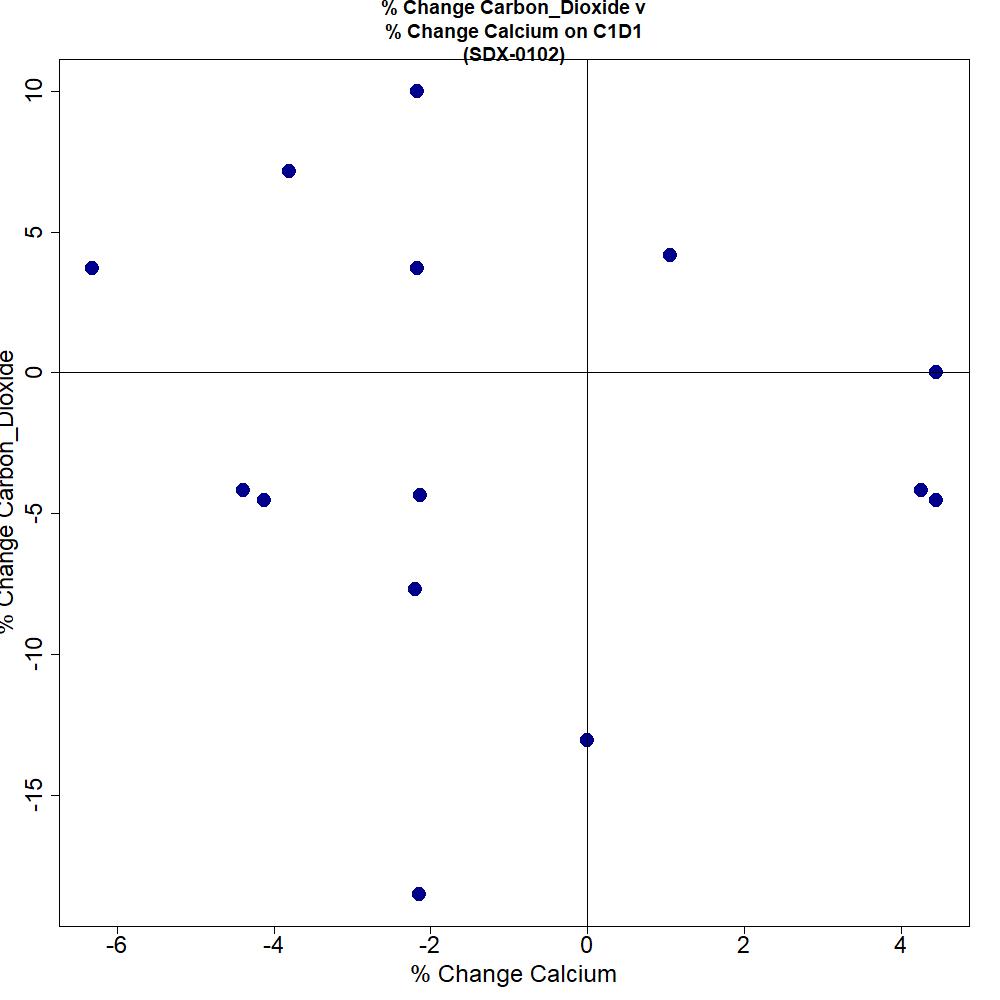 % Change Carbon_Dioxide v
% Change Calcium on C1D1
(SDX-0102)
10
5
0
-5
-10
-15
% Change Carbon_Dioxide
-6
-4
-2
0
2
4
% Change Calcium